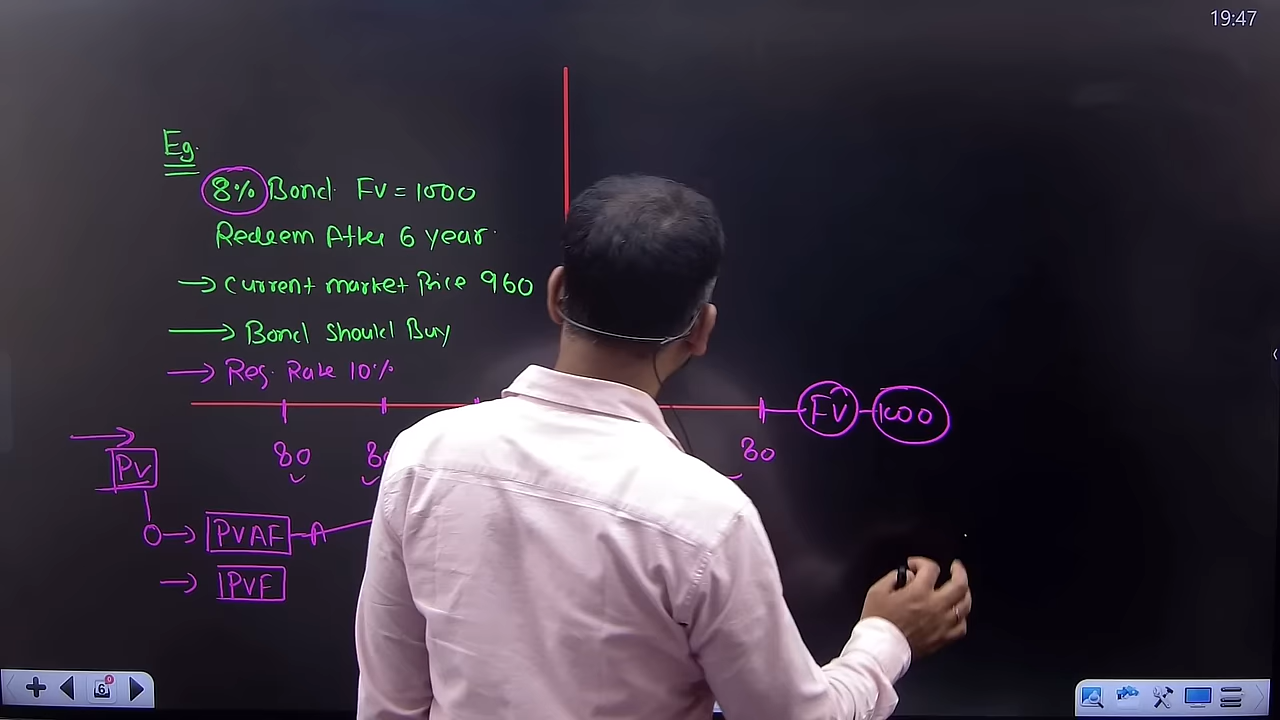 19:47
Eg.
8% Bond FV = 1000
Redeem After 6 year.
→ Current market Price 960
→ Bond should Buy
→ Req. Rate 10%
FV 1000
80 80
PV
0 → PVAF A
→ PVF
6